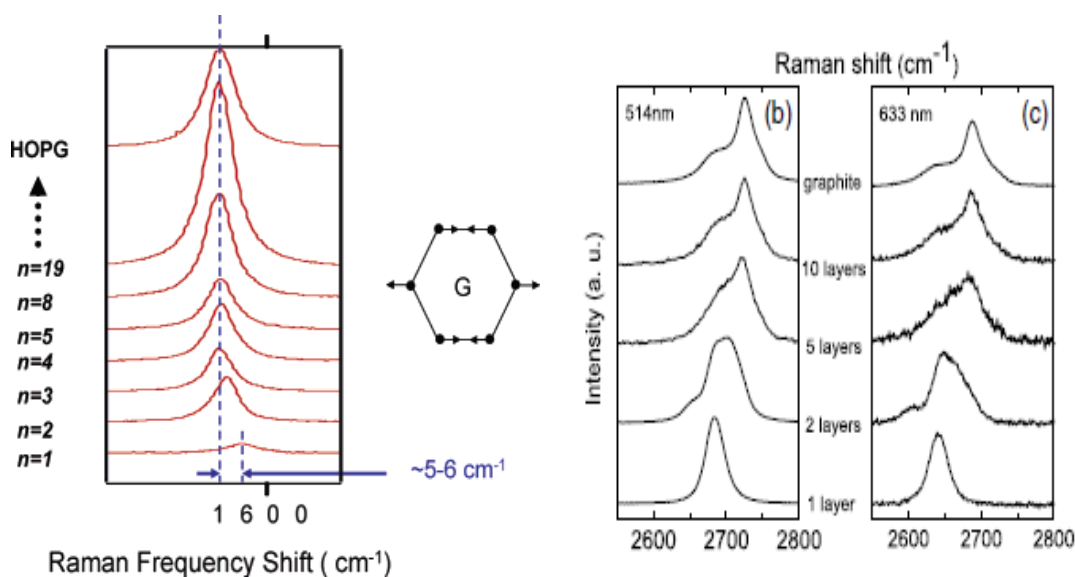 HOPG
n=19
n=8
n=5
n=4
n=3
n=2
n=1
~5-6 cm-1
1 6 0 0
Raman Frequency Shift ( cm-1)
G
Raman shift (cm-1)
514nm
(b)
633 nm
(c)
graphite
10 layers
5 layers
2 layers
1 layer
Intensity (a. u.)
2600 2700 2800
2600 2700 2800